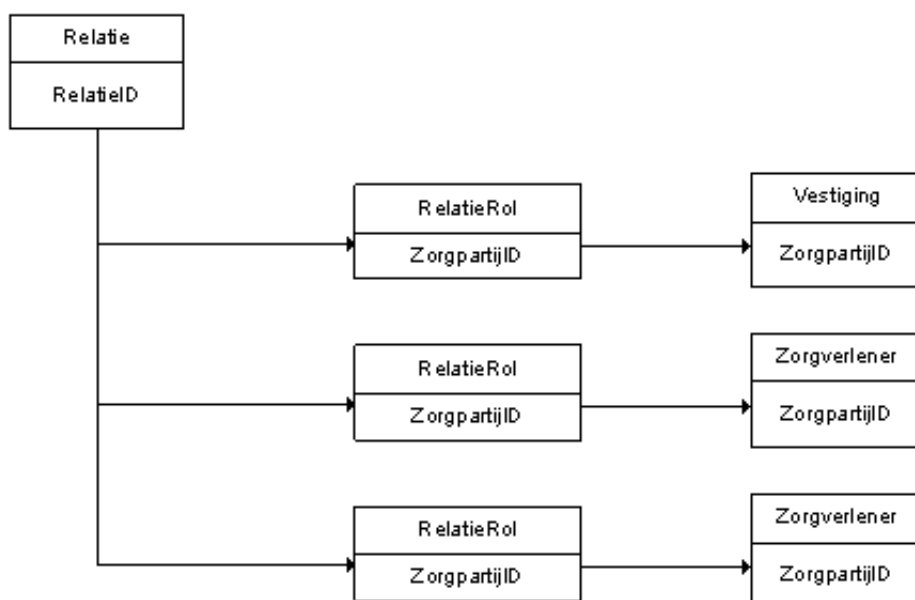 Relatie
RelatieID
RelatieRol
ZorgpartijID
Vestiging
ZorgpartijID
RelatieRol
ZorgpartijID
Zorgverlener
ZorgpartijID
RelatieRol
ZorgpartijID
Zorgverlener
ZorgpartijID